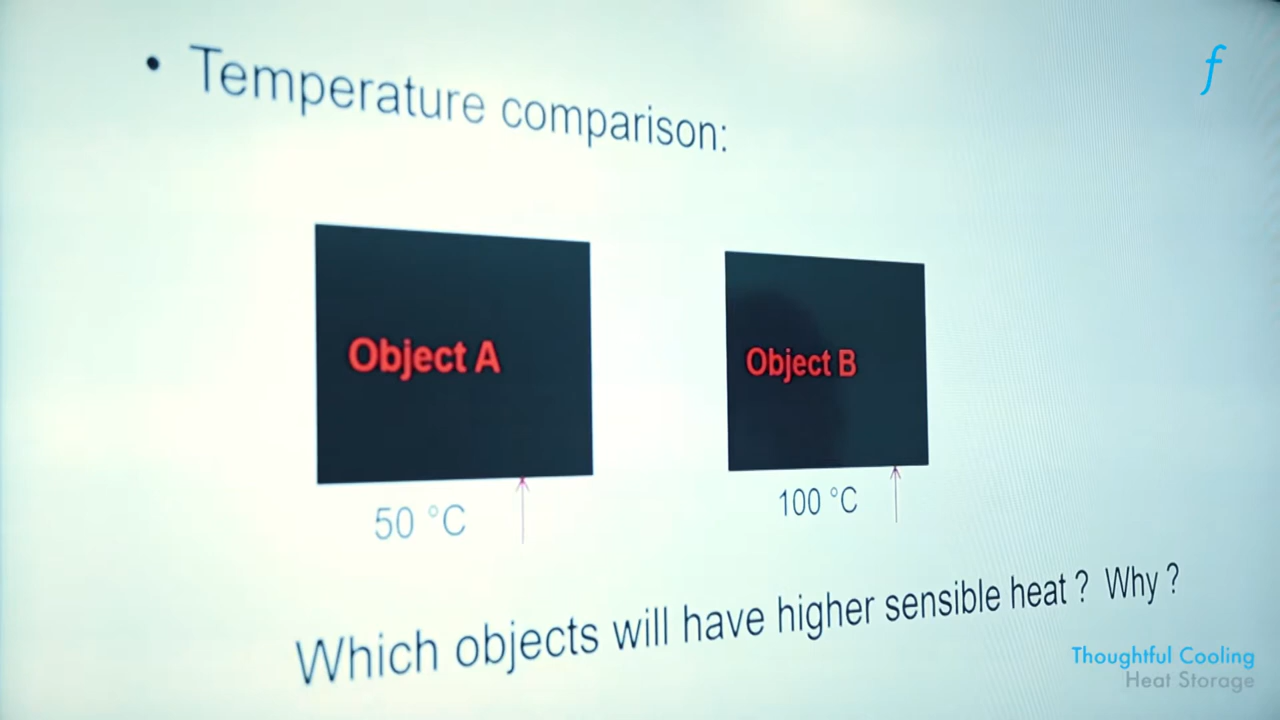 • Temperature comparison:
f
Object A
Object B
50 °C
100 °C
Which objects will have higher sensible heat ? Why ?
Thoughtful Cooling
Heat Storage